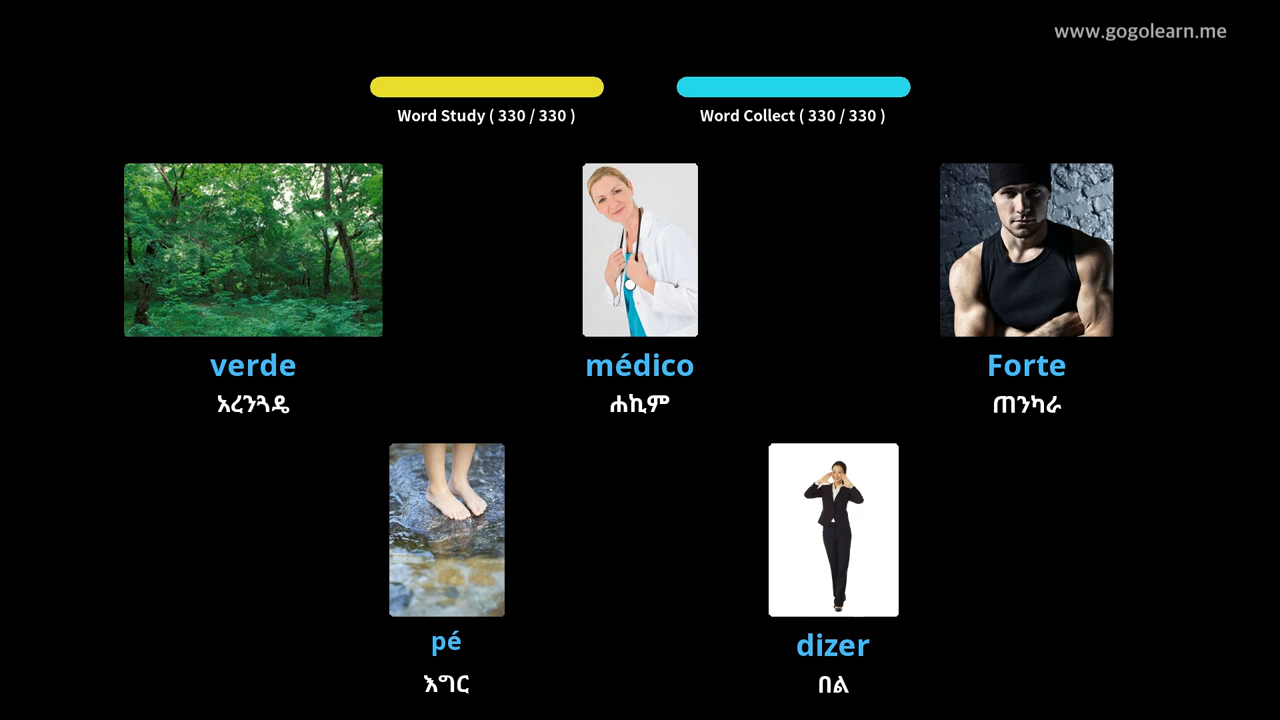 www.gogolearn.me
Word Study ( 330 / 330 )
Word Collect ( 330 / 330 )
verde
médico
Forte
አረንጓዴ
ሐኪም
ጠንካራ
pé
dizer
እግር
በል